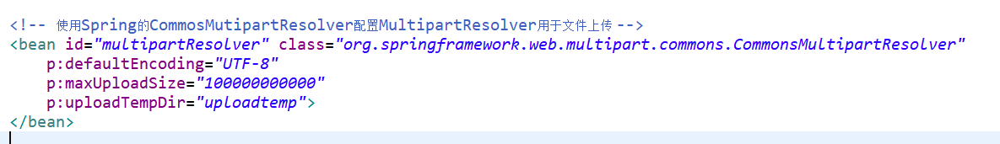 <!-- 使用Spring的CommosMutipartResolver配置MultipartResolver用于文件上传 -->
<bean id="multipartResolver" class="org.springframework.web.multipart.commons.CommonsMultipartResolver"
p:defaultEncoding="UTF-8"
p:maxUploadSize="100000000000"
p:uploadTempDir="uploadtemp">
</bean>